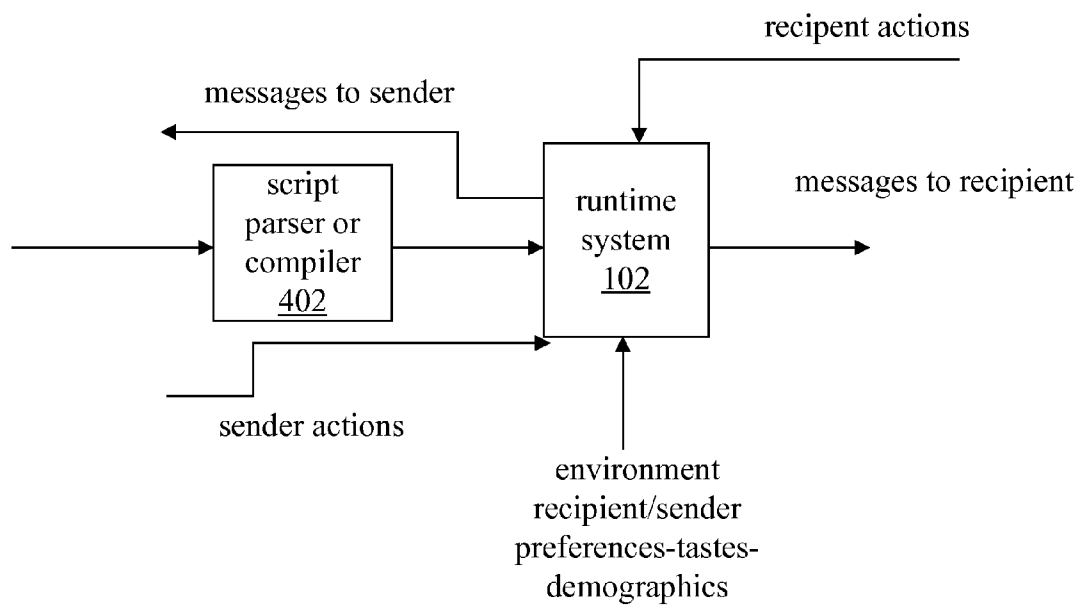 recipent actions
messages to sender
script
parser or
compiler
402
runtime
system
102
messages to recipient
sender actions
environment
recipient/sender
preferences-tastes-
demographics